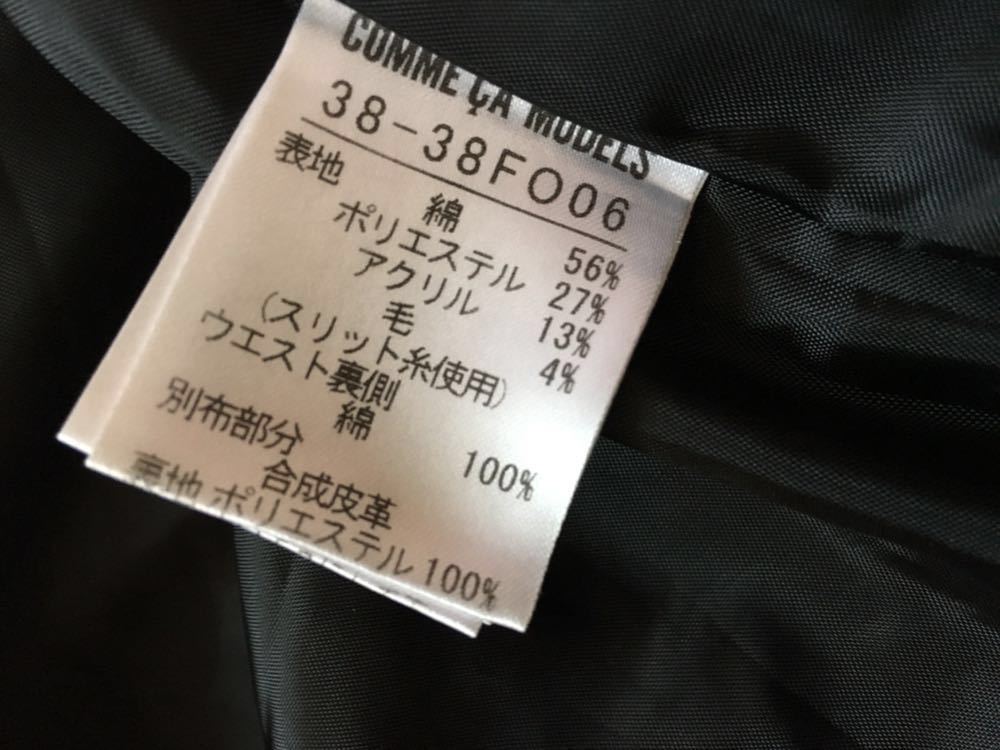 COMME ÇA MODELS
38-38FO06
表地
綿 56%
ポリエステル 27%
アクリル 13%
毛 4%
(スリット糸使用)
ウエスト裏側
綿 100%
別布部分
合成皮革
裏地 ポリエステル 100%